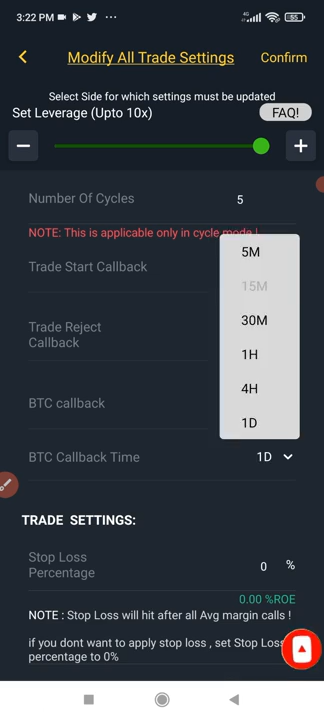 3:22 PM
4G
55
Modify All Trade Settings
Confirm
Select Side for which settings must be updated
Set Leverage (Upto 10x)
FAQ!
Number Of Cycles
5
NOTE: This is applicable only in cycle mode !
5M
Trade Start Callback
15M
30M
Trade Reject
Callback
1H
4H
BTC callback
1D
BTC Callback Time
1D
TRADE SETTINGS:
Stop Loss
Percentage
0
%
0.00 %ROE
NOTE : Stop Loss will hit after all Avg margin calls !
if you dont want to apply stop loss , set Stop Loss
percentage to 0%